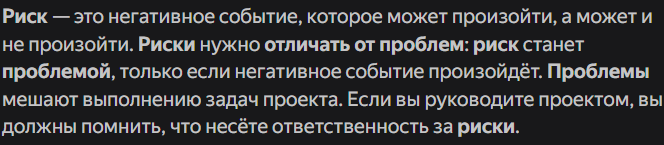 Риск — это негативное событие, которое может произойти, а может и
не произойти. Риски нужно отличать от проблем: риск станет
проблемой, только если негативное событие произойдёт. Проблемы
мешают выполнению задач проекта. Если вы руководите проектом, вы
должны помнить, что несёте ответственность за риски.